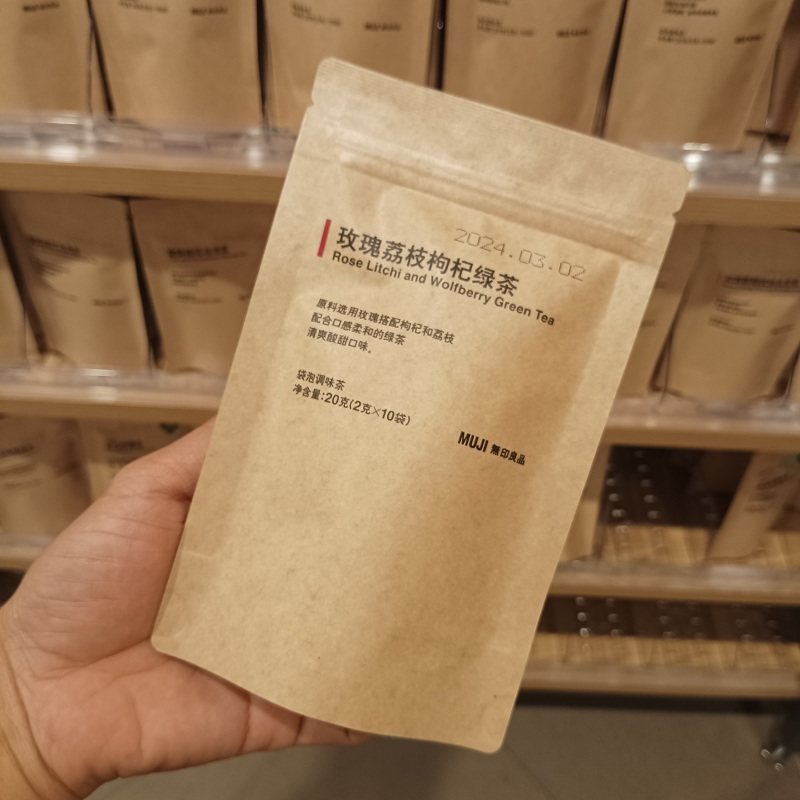 2024.03.02
玫瑰荔枝枸杞绿茶
Rose Litchi and Wolfberry Green Tea
原料选用玫瑰搭配枸杞和荔枝
配合口感柔和的绿茶
清爽酸甜口味。
袋泡调味茶
净含量:20克(2克×10袋)
MUJI 無印良品